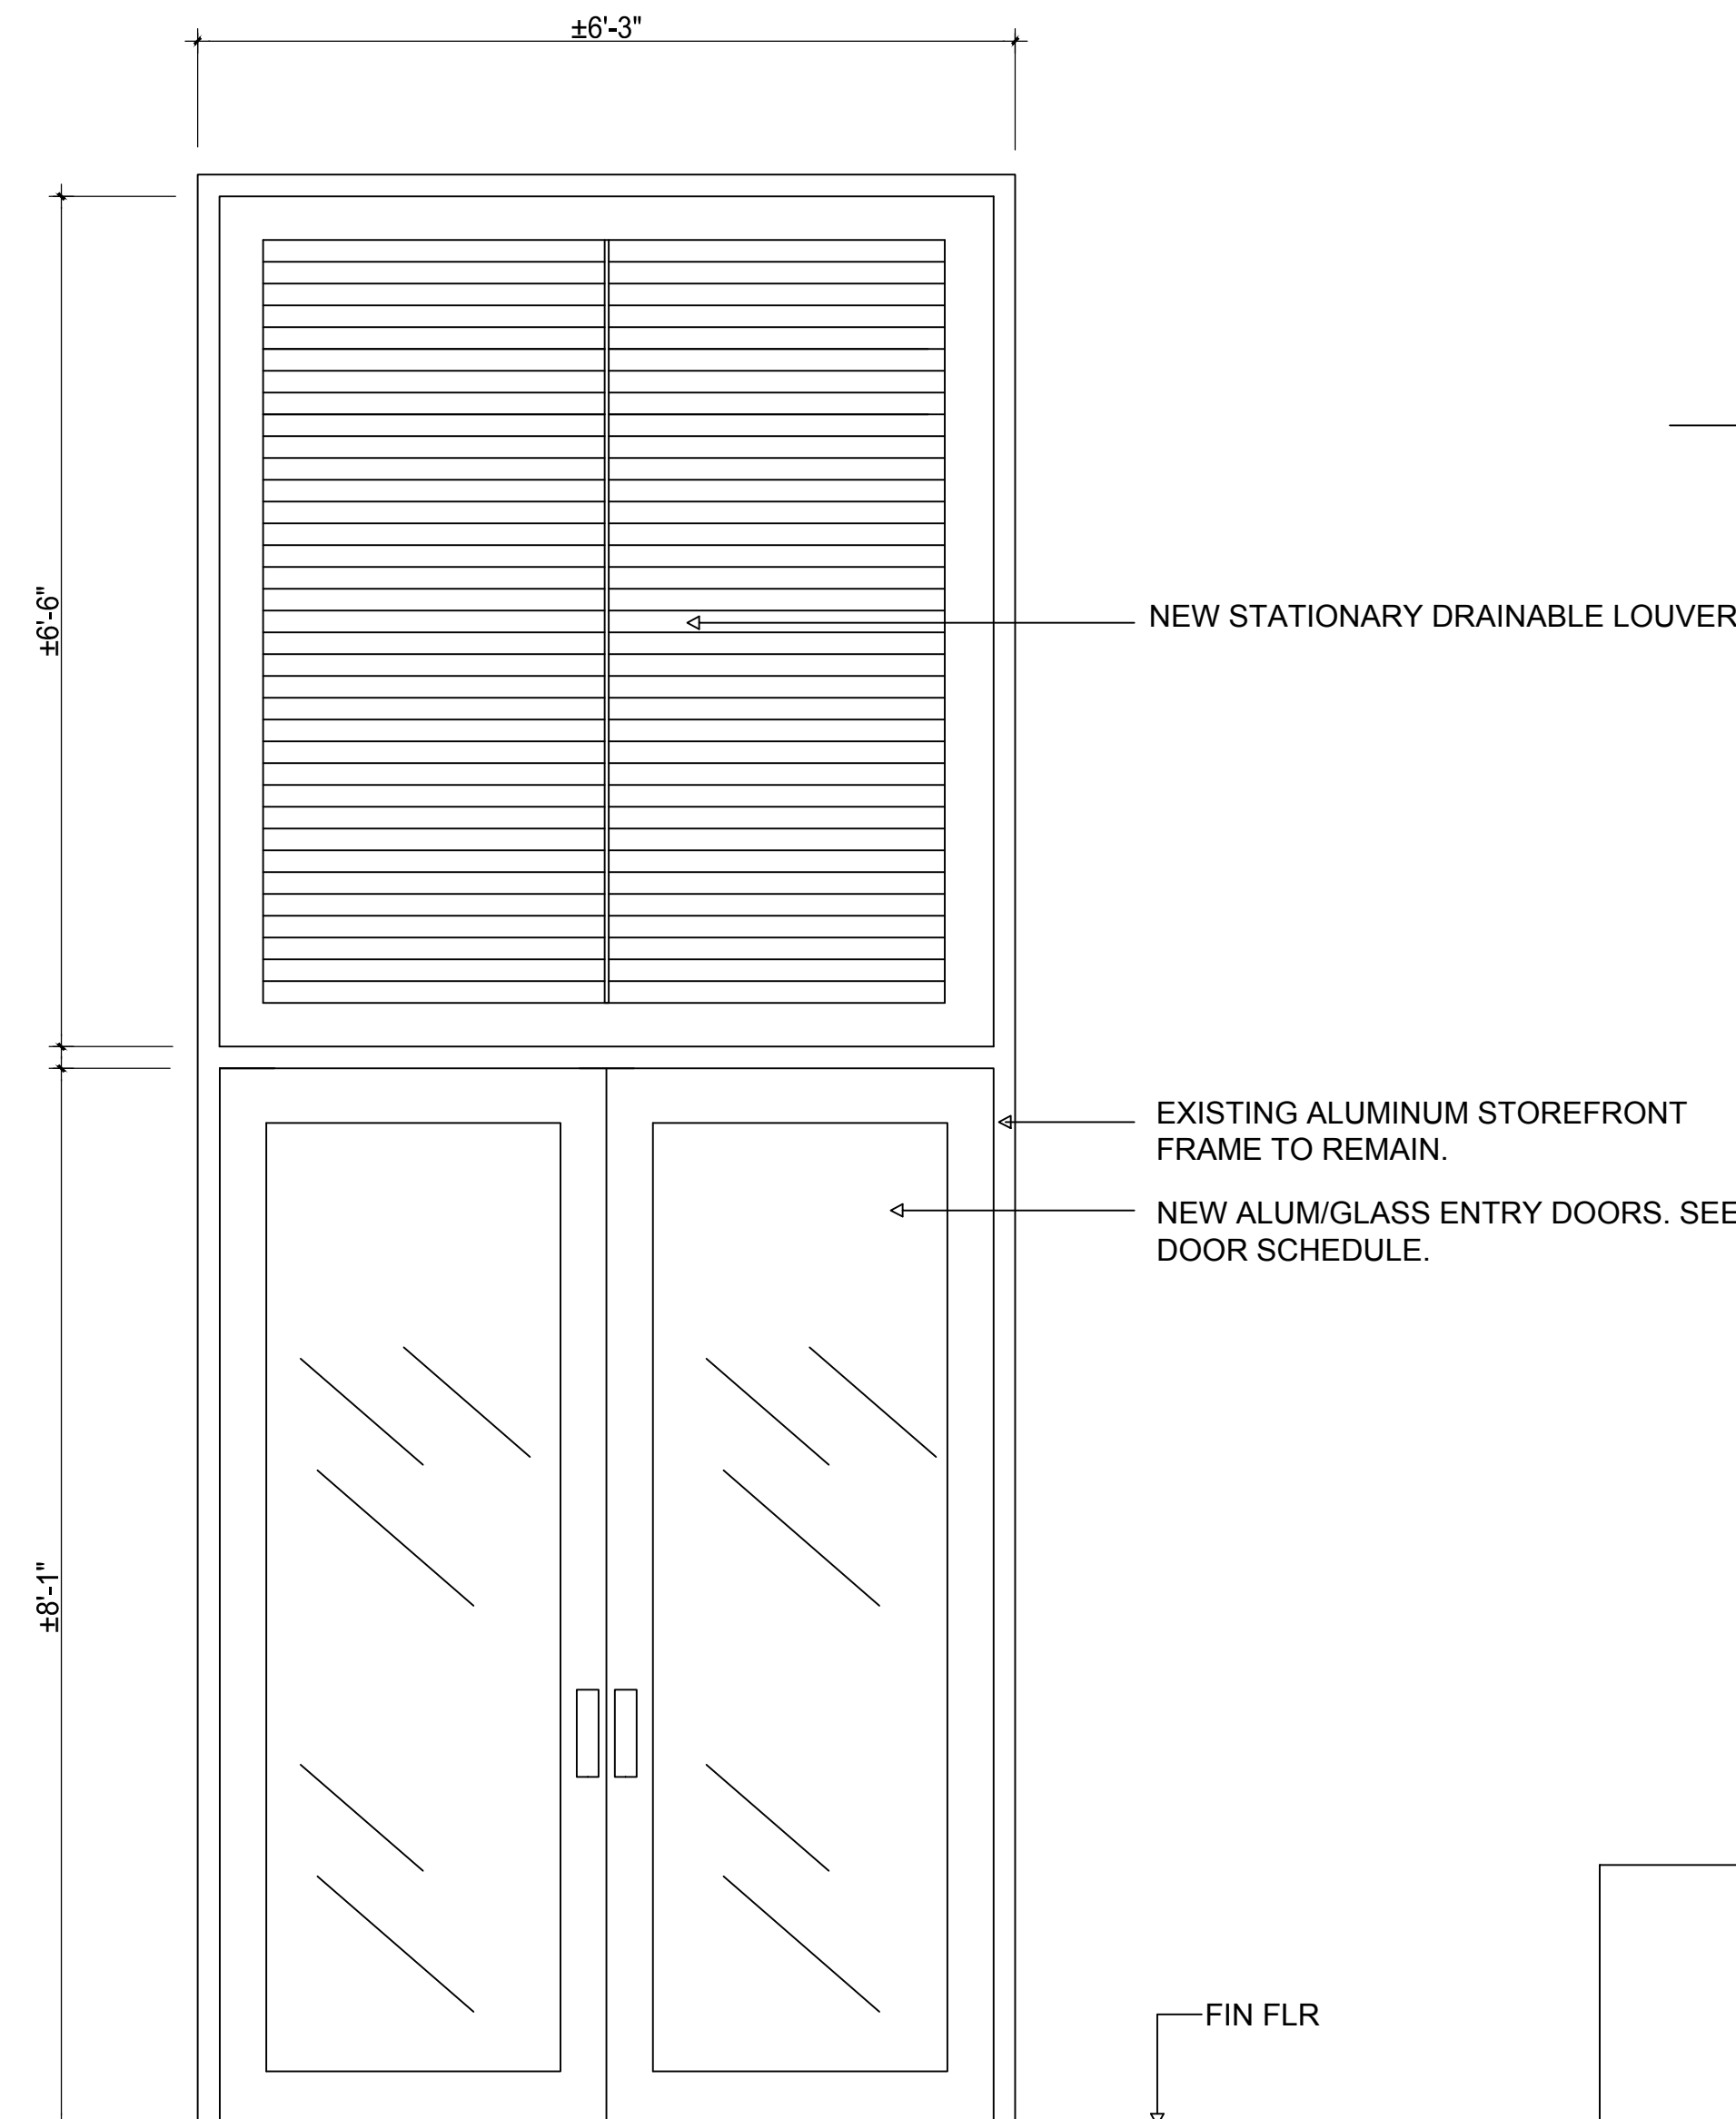 ±6'-3"
±6'-6"
NEW STATIONARY DRAINABLE LOUVER
EXISTING ALUMINUM STOREFRONT
FRAME TO REMAIN.
NEW ALUM/GLASS ENTRY DOORS. SEE
DOOR SCHEDULE.
±8'-1"
FIN FLR